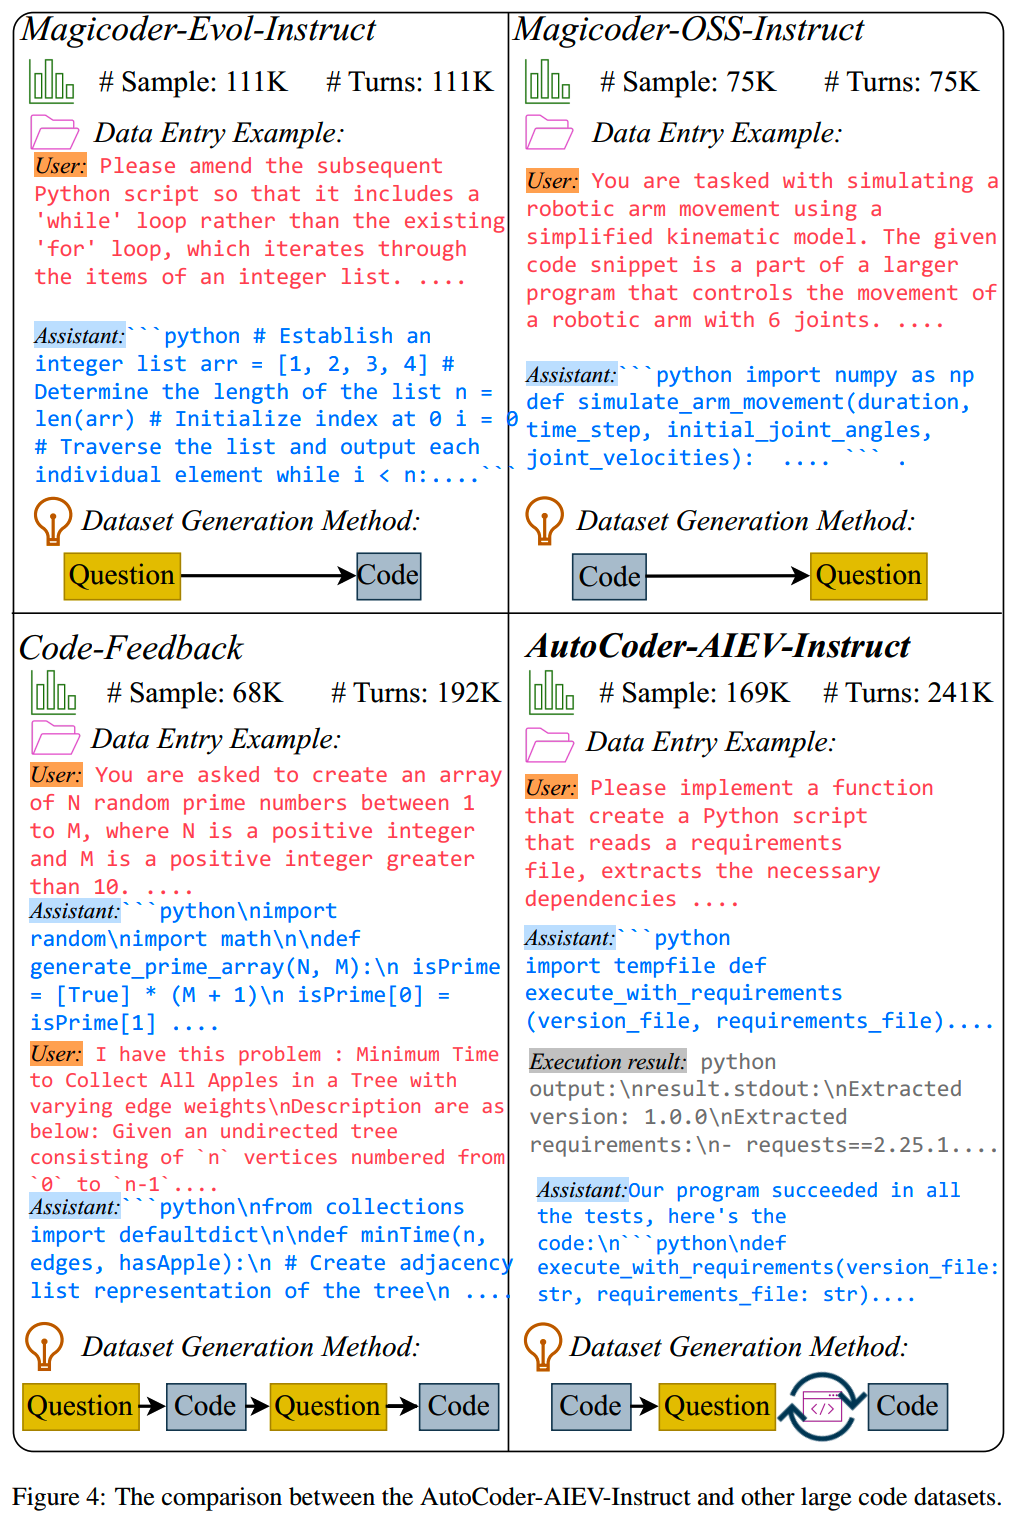 Magicoder-Evol-Instruct
# Sample: 111K # Turns: 111K
Data Entry Example:
User: Please amend the subsequent
Python script so that it includes a
'while' loop rather than the existing
'for' loop, which iterates through
the items of an integer list. ....
Assistant:```python # Establish an
integer list arr = [1, 2, 3, 4] #
Determine the length of the list n =
len(arr) # Initialize index at 0 i = 0
# Traverse the list and output each
individual element while i < n:....```
Dataset Generation Method:
Question Code
Magicoder-OSS-Instruct
# Sample: 75K # Turns: 75K
Data Entry Example:
User: You are tasked with simulating a
robotic arm movement using a
simplified kinematic model. The given
code snippet is a part of a larger
program that controls the movement of
a robotic arm with 6 joints. ....
Assistant:```python import numpy as np
def simulate_arm_movement(duration,
time_step, initial_joint_angles,
joint_velocities): .... ``` .
Dataset Generation Method:
Code Question
Code-Feedback
# Sample: 68K # Turns: 192K
Data Entry Example:
User: You are asked to create an array
of N random prime numbers between 1
to M, where N is a positive integer
and M is a positive integer greater
than 10. ....
Assistant:```python\nimport
random\nimport math\n\ndef
generate_prime_array(N, M):\n isPrime
= [True] * (M + 1)\n isPrime[0] =
isPrime[1] ....
User: I have this problem : Minimum Time
to Collect All Apples in a Tree with
varying edge weights\nDescription are as
below: Given an undirected tree
consisting of `n` vertices numbered from
`0` to `n-1`....
Assistant:```python\nfrom collections
import defaultdict\n\ndef minTime(n,
edges, hasApple):\n # Create adjacency
list representation of the tree\n ....
Dataset Generation Method:
Question Code Question Code
AutoCoder-AIEV-Instruct
# Sample: 169K # Turns: 241K
Data Entry Example:
User: Please implement a function
that create a Python script
that reads a requirements
file, extracts the necessary
dependencies ....
Assistant:```python
import tempfile def
execute_with_requirements
(version_file, requirements_file)....
Execution result: python
output:\nresult.stdout:\nExtracted
version: 1.0.0\nExtracted
requirements:\n- requests==2.25.1....
Assistant:Our program succeeded in all
the tests, here's the
code:\n```python\ndef
execute_with_requirements(version_file:
str, requirements_file: str)....
Dataset Generation Method:
Code Question </> Code
Figure 4: The comparison between the AutoCoder-AIEV-Instruct and other large code datasets.